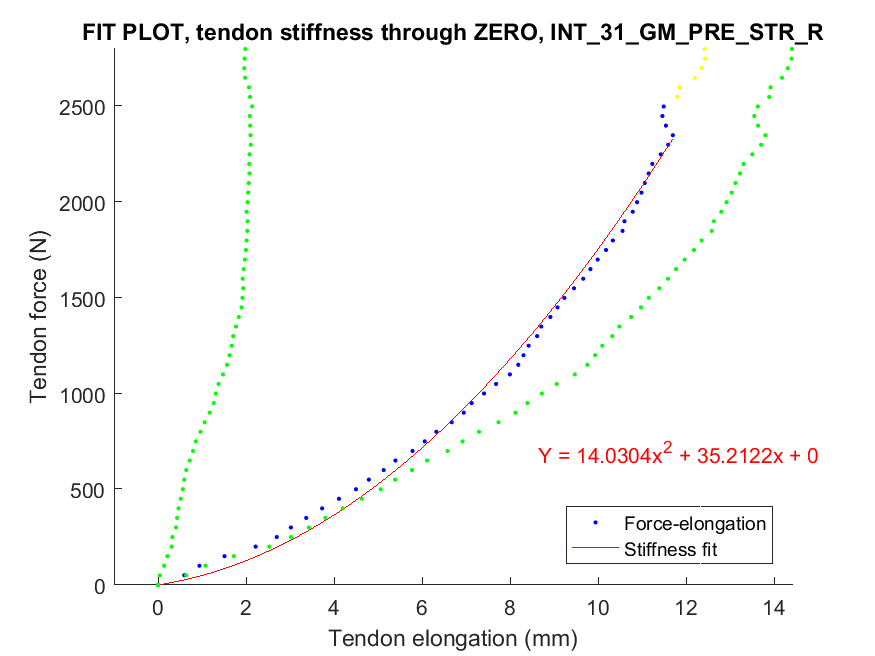 FIT PLOT, tendon stiffness through ZERO, INT_31_GM_PRE_STR_R
Tendon force (N)
2500
2000
1500
1000
500
0
Y = 14.0304x² + 35.2122x + 0
Force-elongation
Stiffness fit
0 2 4 6 8 10 12 14
Tendon elongation (mm)